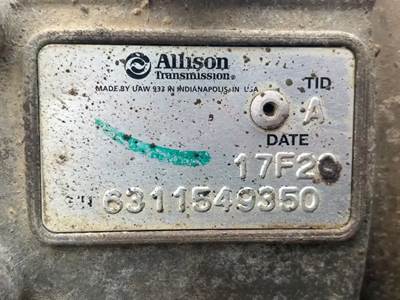 Allison
Transmission®
MADE BY UAW 933 IN INDIANAPOLIS, IN USA
TID
A
DATE
17F20
6311549350